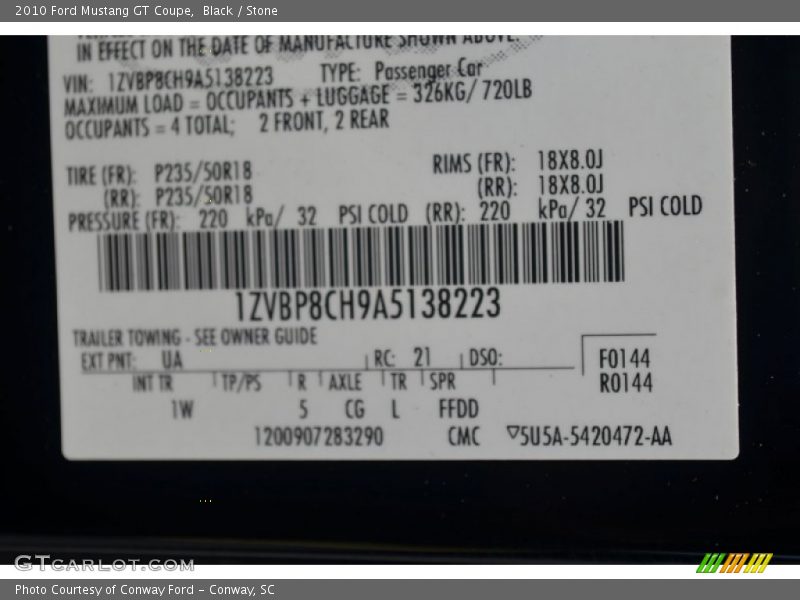 2010 Ford Mustang GT Coupe, Black / Stone
IN EFFECT ON THE DATE OF MANUFACTURE SHOWN ABOVE.
VIN: 1ZVBP8CH9A5138223 TYPE: Passenger Car
MAXIMUM LOAD = OCCUPANTS + LUGGAGE = 326KG/ 720LB
OCCUPANTS = 4 TOTAL; 2 FRONT, 2 REAR
TIRE (FR): P235/50R18 RIMS (FR): 18X8.0J
(RR): P235/50R18 (RR): 18X8.0J
PRESSURE (FR): 220 kPa/ 32 PSI COLD (RR): 220 kPa/ 32 PSI COLD
1ZVBP8CH9A5138223
TRAILER TOWING - SEE OWNER GUIDE
EXT PNT: UA RC: 21 DSO: F0144
INT TR TP/PS R AXLE TR SPR R0144
1W 5 CG L FFDD
1200907283290 CMC ▽5U5A-5420472-AA
GTCARLOT.COM
Photo Courtesy of Conway Ford - Conway, SC